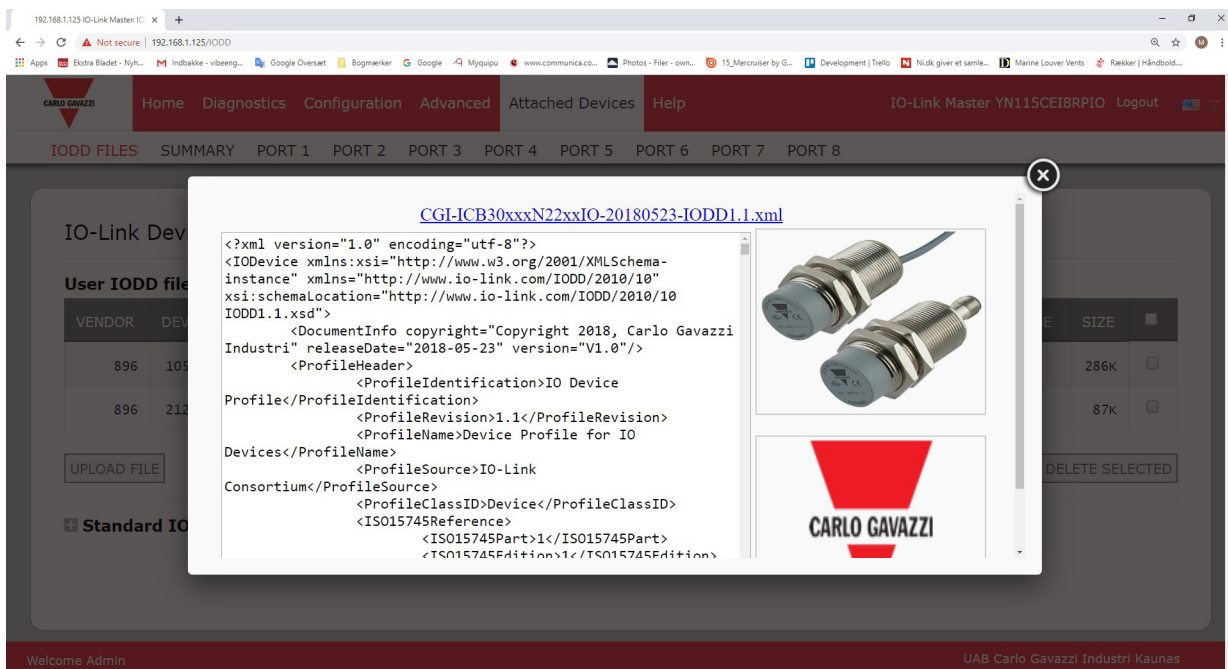 192.168.1.125 IO-Link Master: IO
Not secure 192.168.1.125/IODD
Apps Ekstra Bladet - Nyh... Indbakke - vibeeng... Google Oversæt Bogmærker Google Myquipu www.communica.co... Photos - Filer - own... 15_Mercruiser by G... Development | Trello Ni.dk giver et samle... Marine Louver Vents Rækker | Håndbold....
M
CARLO GAVAZZI
Home Diagnostics Configuration Advanced Attached Devices Help IO-Link Master YN115CEI8RPIO Logout
IODD FILES SUMMARY PORT 1 PORT 2 PORT 3 PORT 4 PORT 5 PORT 6 PORT 7 PORT 8
CGI-ICB30xxxN22xxIO-20180523-IODD1.1.xml
IO-Link Dev
<?xml version="1.0" encoding="utf-8"?>
<IODevice xmlns:xsi="http://www.w3.org/2001/XMLSchema-
instance" xmlns="http://www.io-link.com/IODD/2010/10"
xsi:schemaLocation="http://www.io-link.com/IODD/2010/10
IODD1.1.xsd">
<DocumentInfo copyright="Copyright 2018, Carlo Gavazzi
Industri" releaseDate="2018-05-23" version="V1.0"/>
<ProfileHeader>
<ProfileIdentification>IO Device
Profile</ProfileIdentification>
<ProfileRevision>1.1</ProfileRevision>
<ProfileName>Device Profile for IO
Devices</ProfileName>
<ProfileSource>IO-Link
Consortium</ProfileSource>
<ProfileClassID>Device</ProfileClassID>
<ISO15745Reference>
<ISO15745Part>1</ISO15745Part>
<ISO15745Edition>1</ISO15745Edition>
User IODD file
VENDOR DEV E SIZE
896 105 286K
896 212 87K
UPLOAD FILE DELETE SELECTED
Standard IO
CARLO GAVAZZI
Welcome Admin UAB Carlo Gavazzi Industri Kaunas